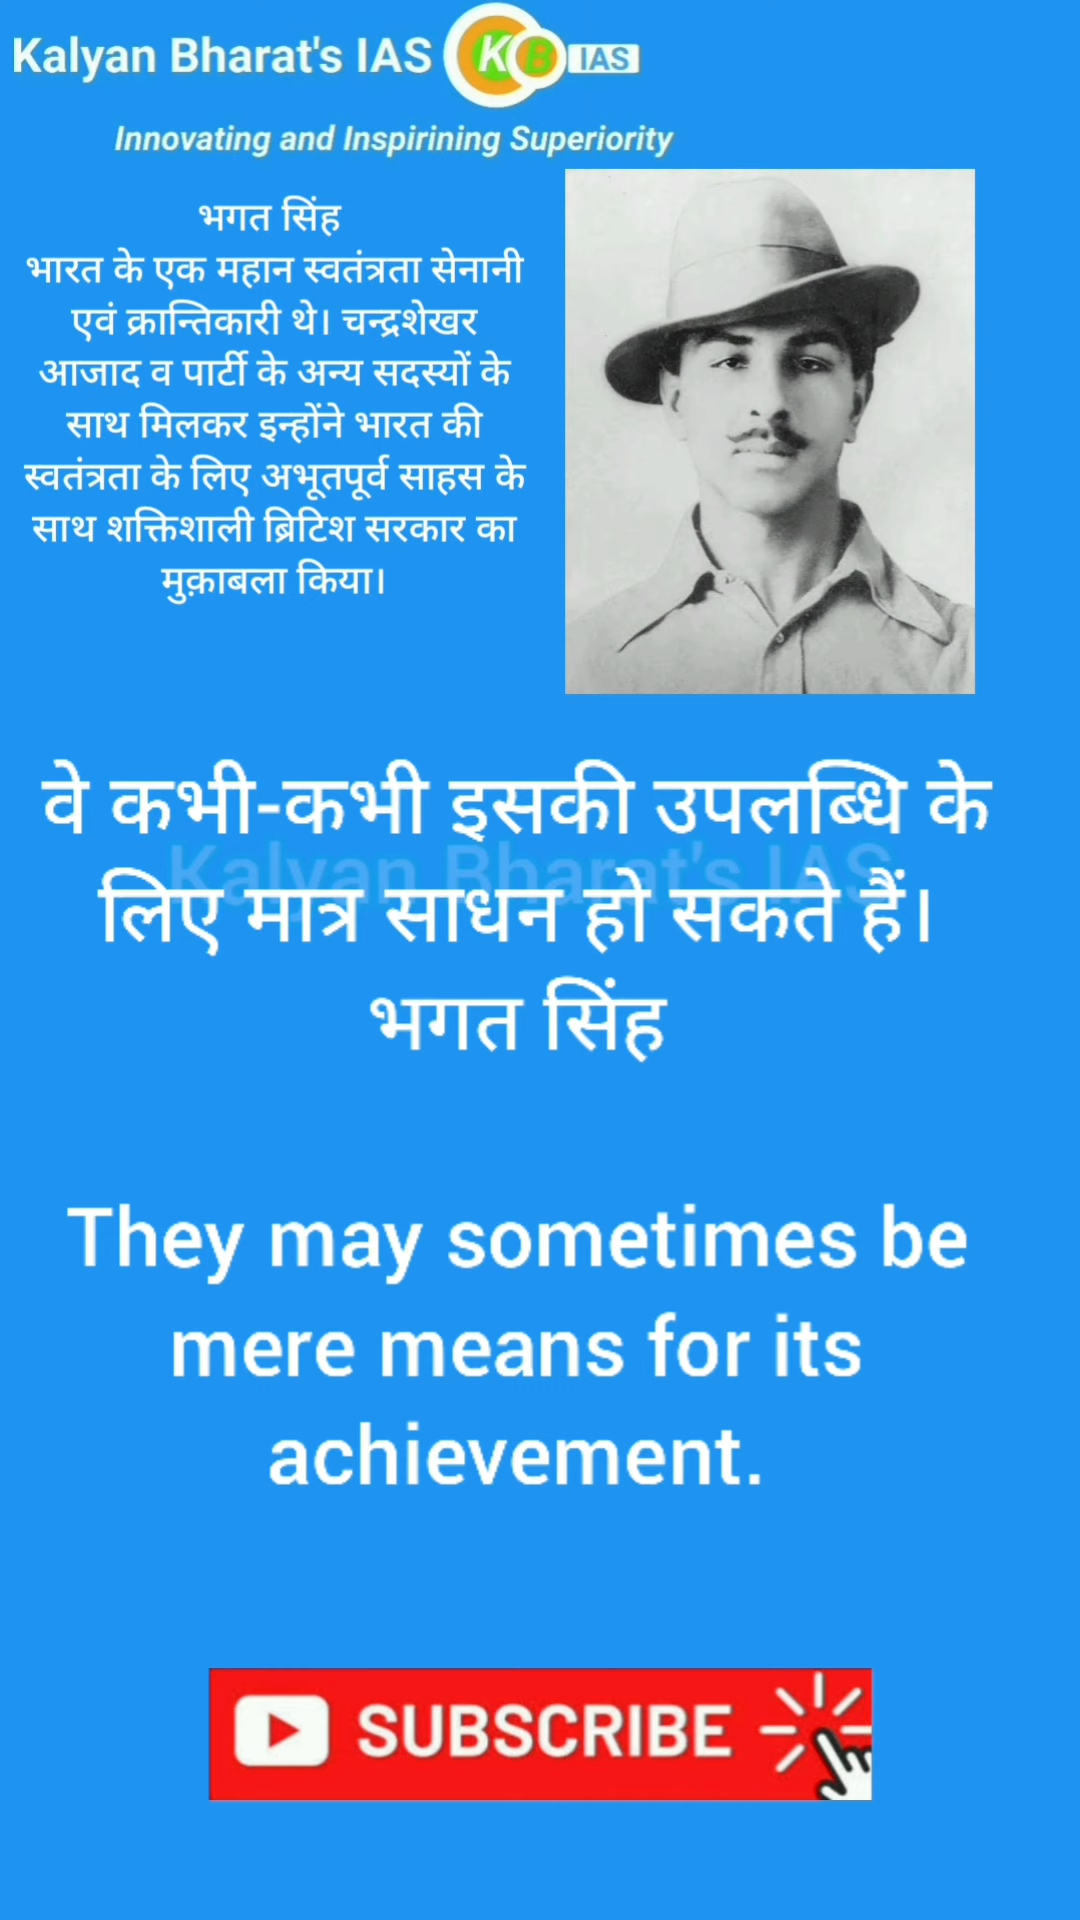 Kalyan Bharat's IAS KB IAS
Innovating and Inspirining Superiority
भगत सिंह
भारत के एक महान स्वतंत्रता सेनानी
एवं क्रान्तिकारी थे। चन्द्रशेखर
आजाद व पार्टी के अन्य सदस्यों के
साथ मिलकर इन्होंने भारत की
स्वतंत्रता के लिए अभूतपूर्व साहस के
साथ शक्तिशाली ब्रिटिश सरकार का
मुक़ाबला किया।
वे कभी-कभी इसकी उपलब्धि के
Kalyan Bharat's IAS
लिए मात्र साधन हो सकते हैं।
भगत सिंह
They may sometimes be
mere means for its
achievement.
SUBSCRIBE